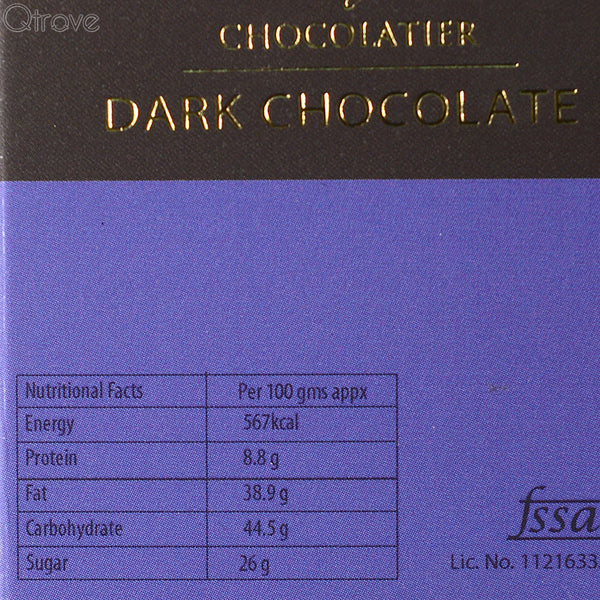 Qtrove
CHOCOLATIER
DARK CHOCOLATE
Nutritional Facts Per 100 gms appx
Energy 567kcal
Protein 8.8 g
Fat 38.9 g
Carbohydrate 44.5 g
Sugar 26 g
fssa
Lic. No. 1121633